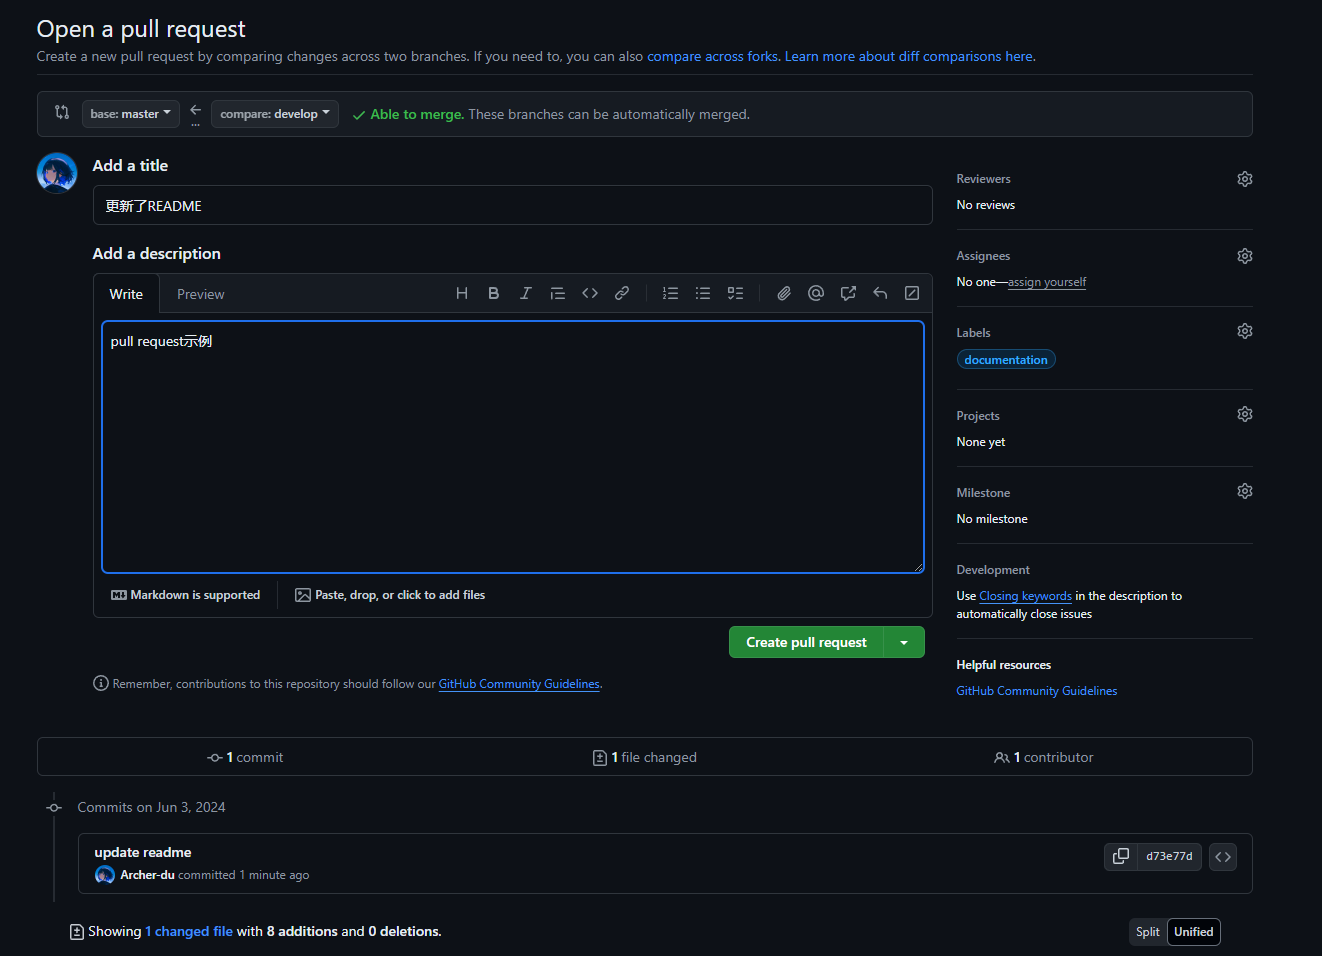 Open a pull request
Create a new pull request by comparing changes across two branches. If you need to, you can also compare across forks. Learn more about diff comparisons here.
base: master
...
compare: develop
Able to merge. These branches can be automatically merged.
Add a title
更新了README
Add a description
Write
Preview
pull request示例
Markdown is supported
Paste, drop, or click to add files
Create pull request
Remember, contributions to this repository should follow our GitHub Community Guidelines.
Reviewers
No reviews
Assignees
No one—assign yourself
Labels
documentation
Projects
None yet
Milestone
No milestone
Development
Use Closing keywords in the description to
automatically close issues
Helpful resources
GitHub Community Guidelines
1 commit
1 file changed
1 contributor
Commits on Jun 3, 2024
update readme
Archer-du committed 1 minute ago
d73e77d
Showing 1 changed file with 8 additions and 0 deletions.
Split
Unified